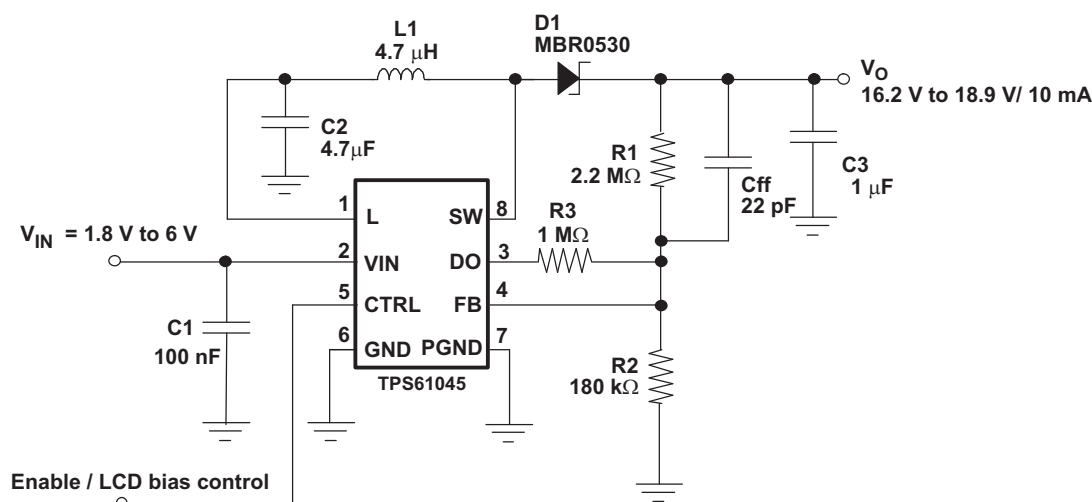 L1
4.7 μH
D1
MBR0530
VO
16.2 V to 18.9 V/ 10 mA
C2
4.7μF
R1
2.2 MΩ
Cff
22 pF
C3
1 μF
1
L
SW
8
R3
1 MΩ
VIN = 1.8 V to 6 V
2
VIN
DO
3
5
CTRL
FB
4
C1
100 nF
6
GND
PGND
7
TPS61045
R2
180 kΩ
Enable / LCD bias control